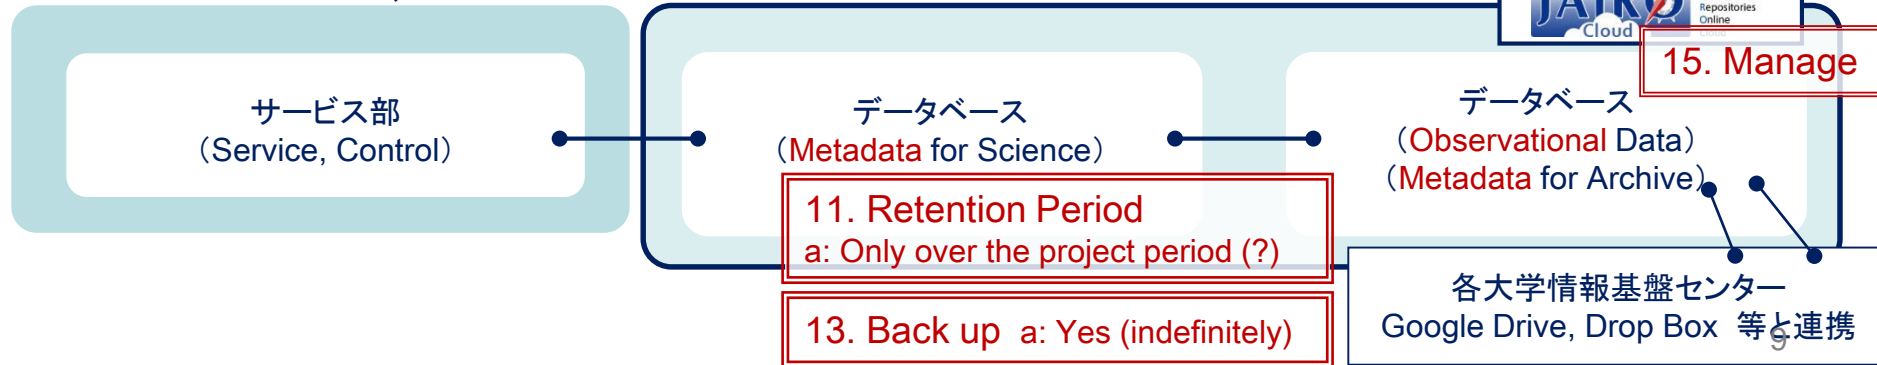 JAIRO
Cloud
Repositories
Online
15. Manage
サービス部
（Service, Control）
データベース
（Metadata for Science）
データベース
（Observational Data）
（Metadata for Archive）
11. Retention Period
a: Only over the project period (?)
13. Back up a: Yes (indefinitely)
各大学情報基盤センター
Google Drive, Drop Box 等と連携
9